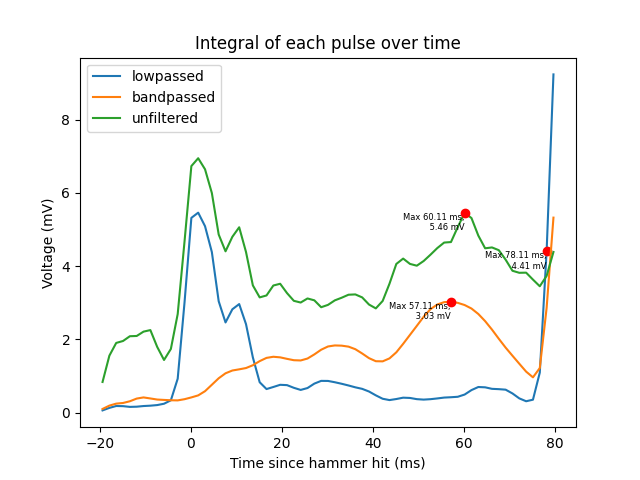 Integral of each pulse over time
lowpassed
bandpassed
unfiltered
Voltage (mV)
8
6
4
2
0
Max 60.11 ms,
5.46 mV
Max 78.11 ms,
4.41 mV
Max 57.11 ms,
3.03 mV
−20
0
20
40
60
80
Time since hammer hit (ms)